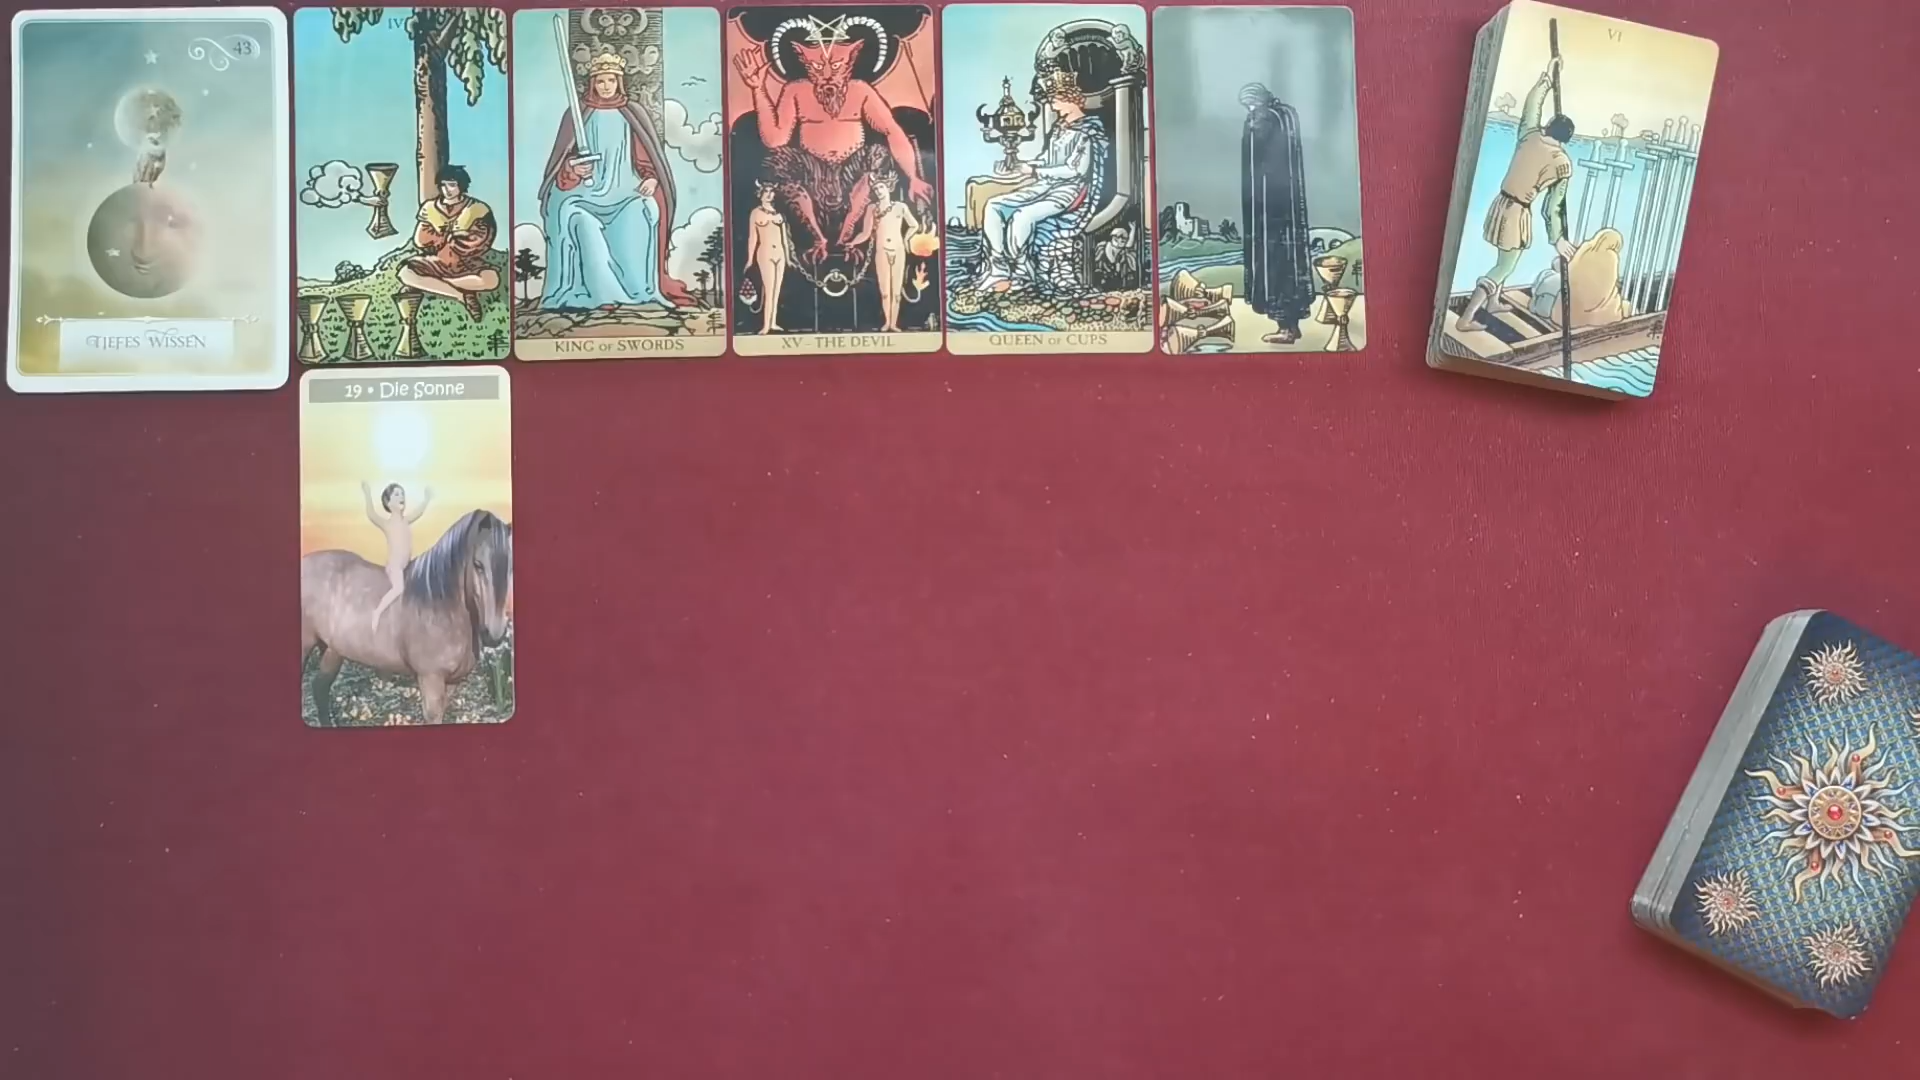 43
TIEFES WISSEN
IV
KING OF SWORDS
XV - THE DEVIL
QUEEN OF CUPS
VI
19 • Die Sonne